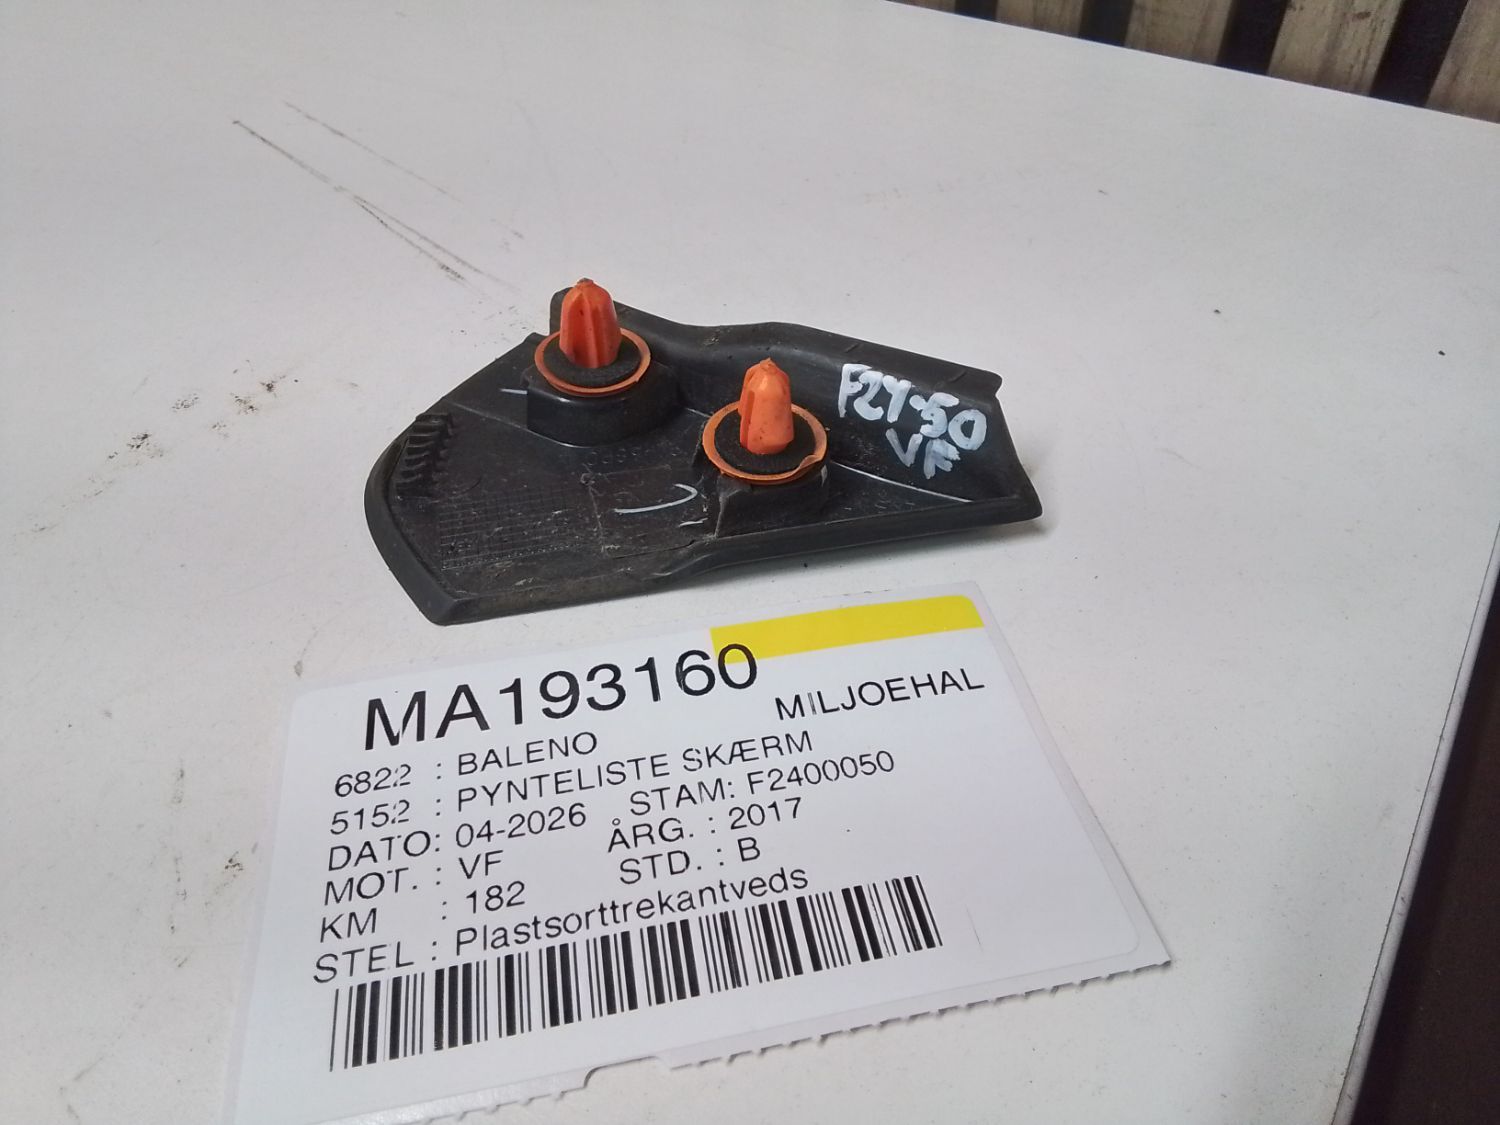 F24-50
VF
MA193160
MILJOEHAL
6822 : BALENO
5152 : PYNTELISTE SKÆRM
DATO: 04-2026 STAM: F2400050
MOT. : VF ÅRG. : 2017
KM : 182 STD. : B
STEL : Plastsorttrekantveds